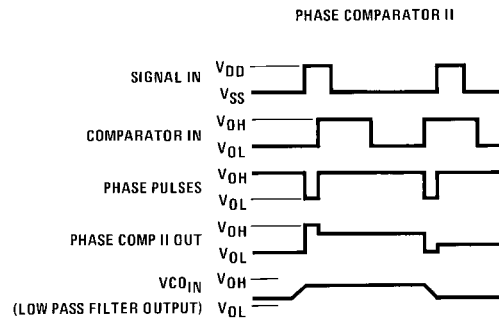 PHASE COMPARATOR II
SIGNAL IN
VDD
VSS
COMPARATOR IN
VOH
VOL
PHASE PULSES
VOH
VOL
PHASE COMP II OUT
VOH
VOL
VCOIN
(LOW PASS FILTER OUTPUT)
VOH
VOL